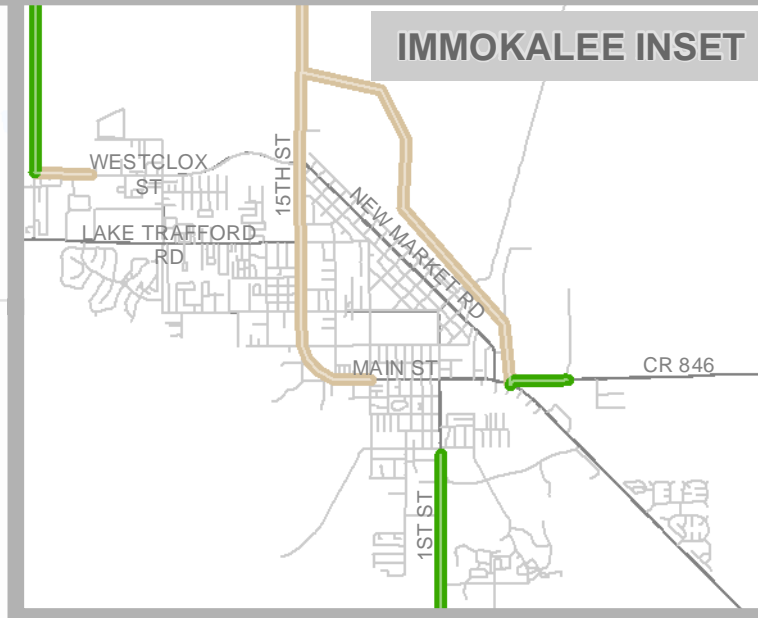 IMMOKALEE INSET
WESTCLOX
ST
15TH ST
NEW MARKET RD
LAKE TRAFFORD
RD
MAIN ST
CR 846
1ST ST